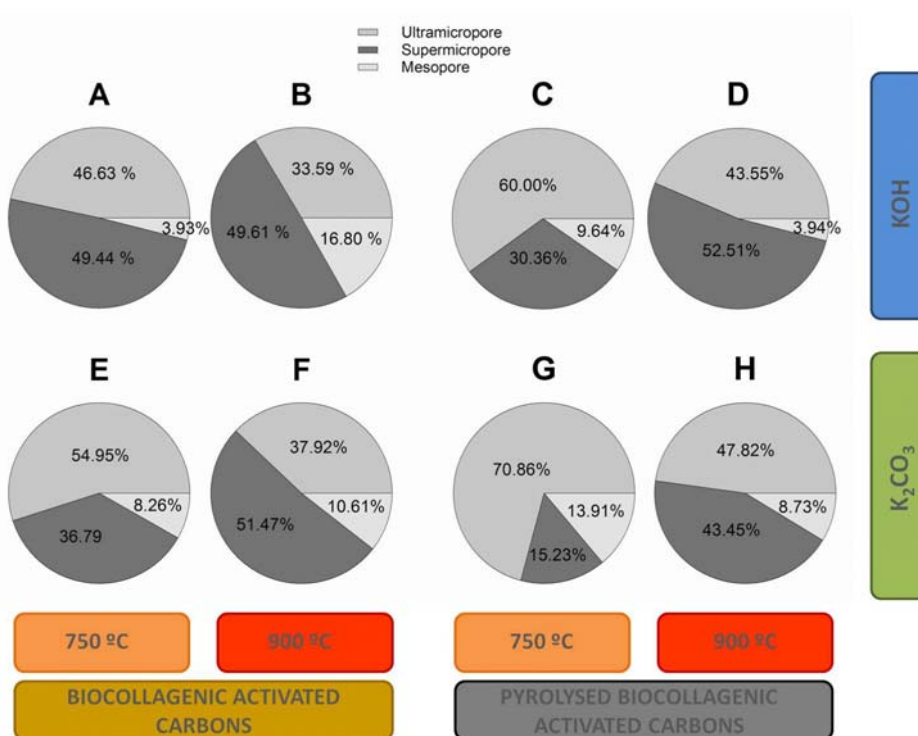 Ultramicropore
Supermicropore
Mesopore
A
B
C
D
46.63 %
3.93%
49.44 %
33.59 %
49.61 %
16.80 %
60.00%
9.64%
30.36%
43.55%
3.94%
52.51%
KOH
E
F
G
H
54.95%
8.26%
36.79
37.92%
10.61%
51.47%
70.86%
13.91%
15.23%
47.82%
8.73%
43.45%
K₂CO₃
750 ºC
900 ºC
750 ºC
900 ºC
BIOCOLLAGENIC ACTIVATED
CARBONS
PYROLYSED BIOCOLLAGENIC
ACTIVATED CARBONS